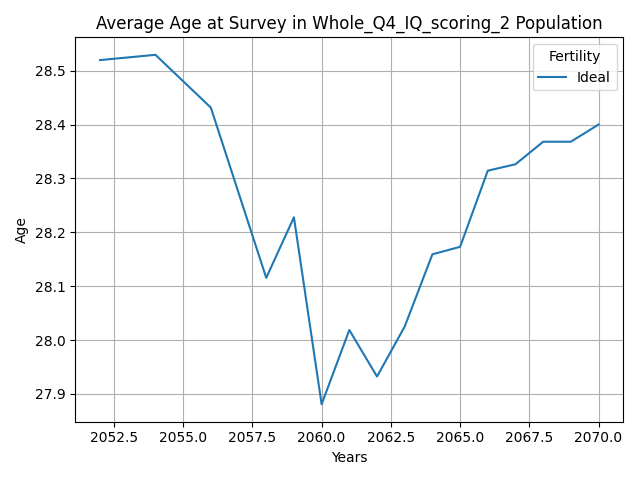 Average Age at Survey in Whole_Q4_IQ_scoring_2 Population
Fertility
Ideal
28.5
28.4
28.3
28.2
28.1
28.0
27.9
Age
2052.5 2055.0 2057.5 2060.0 2062.5 2065.0 2067.5 2070.0
Years